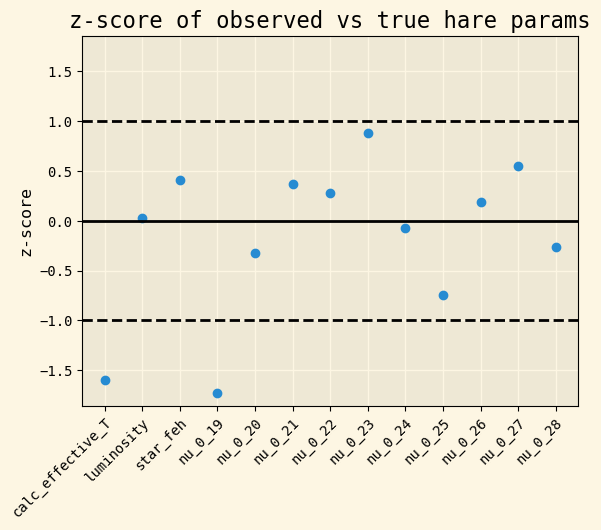 z-score of observed vs true hare params
z-score
1.5
1.0
0.5
0.0
−0.5
−1.0
−1.5
calc_effective_T
luminosity
star_feh
nu_0_19
nu_0_20
nu_0_21
nu_0_22
nu_0_23
nu_0_24
nu_0_25
nu_0_26
nu_0_27
nu_0_28